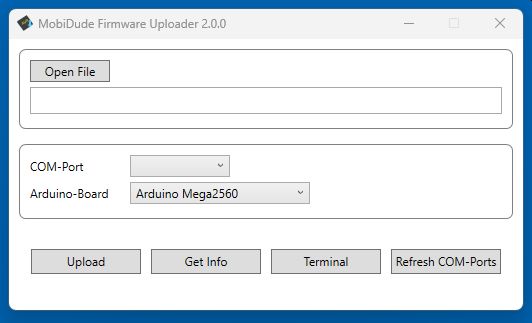 MobiDude Firmware Uploader 2.0.0
Open File
COM-Port
Arduino-Board Arduino Mega2560
Upload Get Info Terminal Refresh COM-Ports